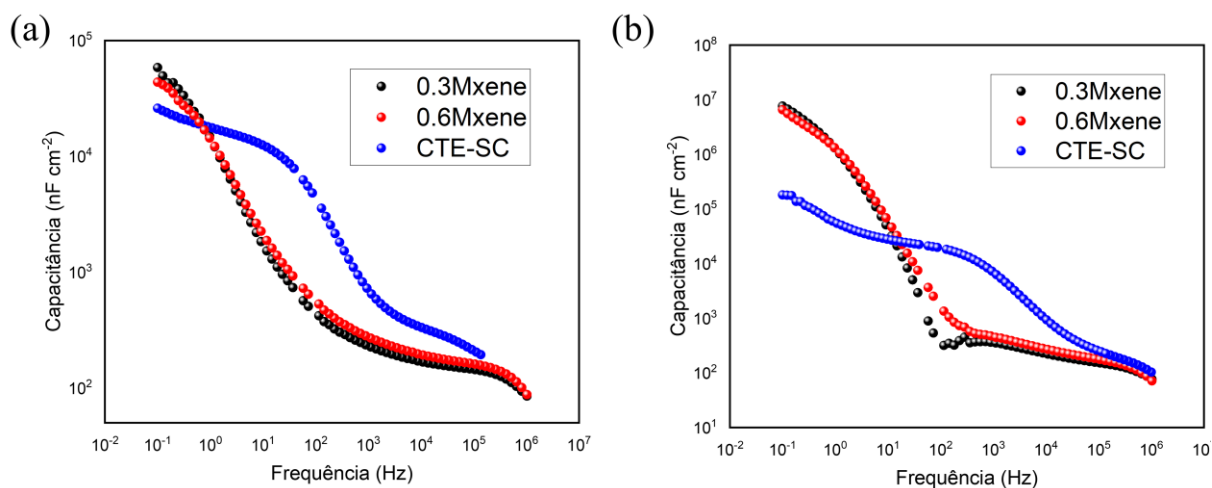 (a)
10^5
10^4
10^3
10^2
Capacitância (nF cm^-2)
0.3Mxene
0.6Mxene
CTE-SC
10^-2 10^-1 10^0 10^1 10^2 10^3 10^4 10^5 10^6 10^7
Frequência (Hz)
(b)
10^8
10^7
10^6
10^5
10^4
10^3
10^2
10^1
Capacitância (nF cm^-2)
0.3Mxene
0.6Mxene
CTE-SC
10^-2 10^-1 10^0 10^1 10^2 10^3 10^4 10^5 10^6 10^7
Frequência (Hz)